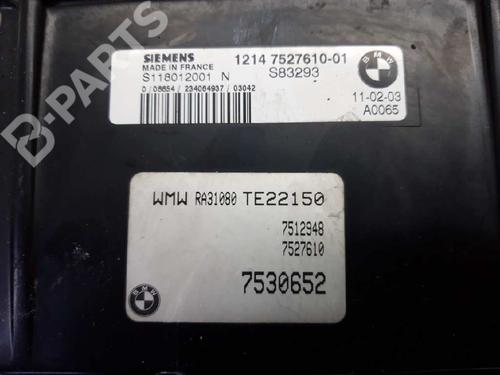 B-PARTS
SIEMENS
MADE IN FRANCE
1214 7527610-01
S118012001 N
S83293
BMW
0 / 08654 / 234064937 / 03042
11-02-03
A0065
WMW RA31080 TE22150
7512948
7527610
7530652
BMW
B-PARTS